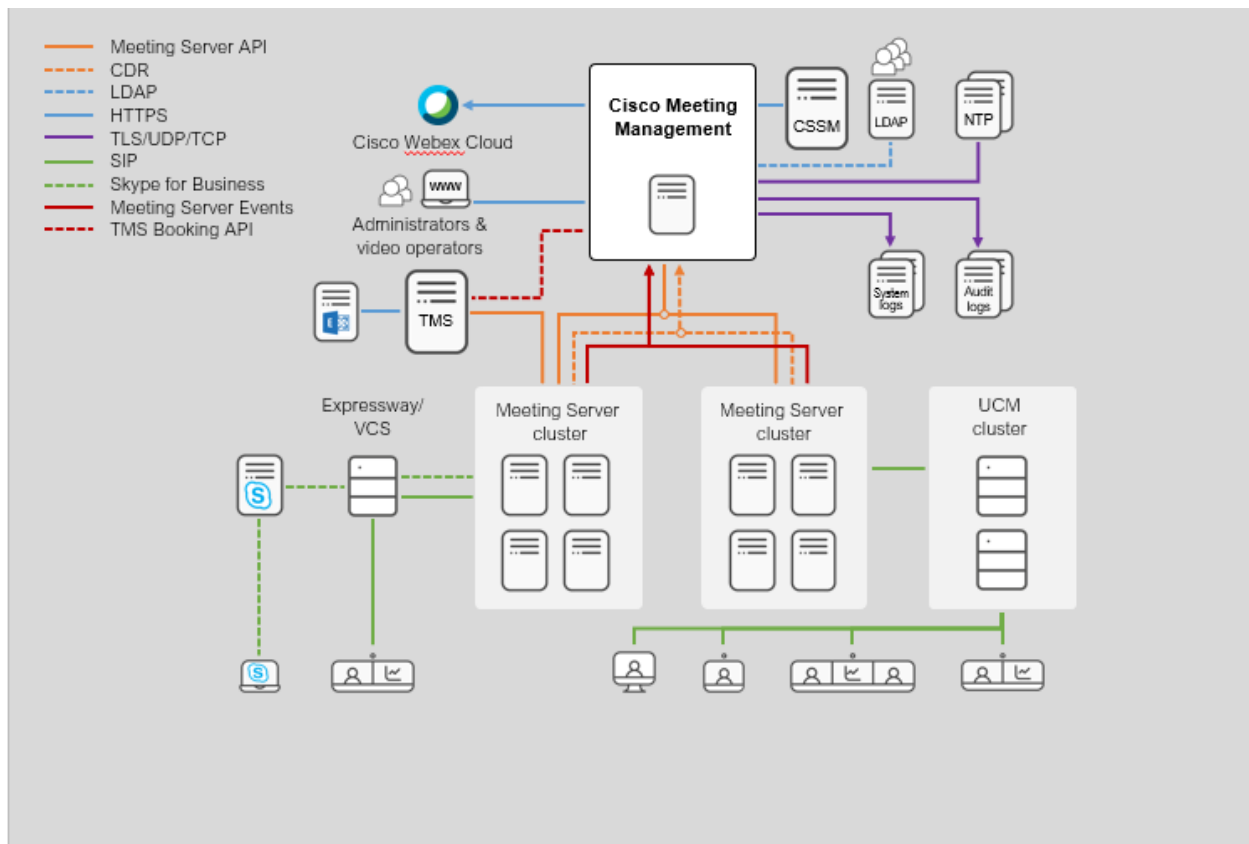 Meeting Server API
CDR
LDAP
HTTPS
TLS/UDP/TCP
SIP
Skype for Business
Meeting Server Events
TMS Booking API
Cisco Webex Cloud
www
Administrators &
video operators
Cisco Meeting
Management
CSSM
LDAP
NTP
System
logs
Audit
logs
E
TMS
Expressway/
VCS
Meeting Server
cluster
Meeting Server
cluster
UCM
cluster
S
S